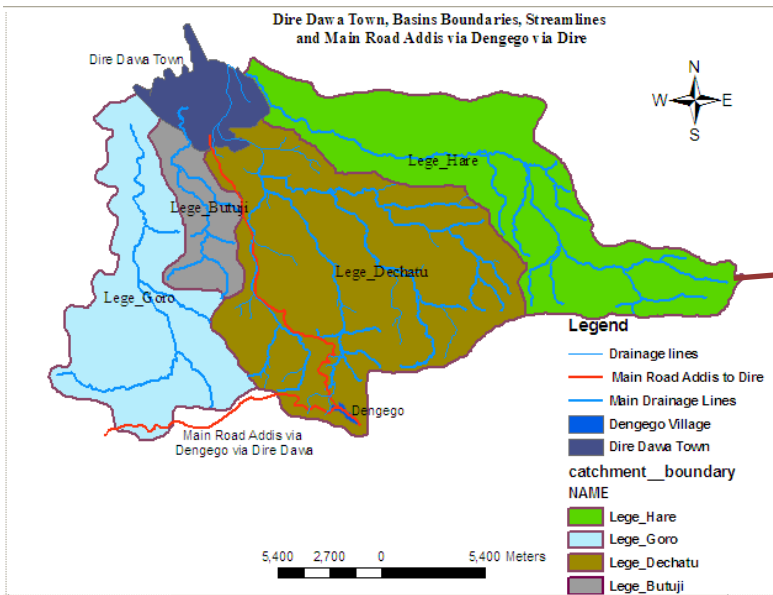 Dire Dawa Town, Basins Boundaries, Streamlines
and Main Road Addis via Dengego via Dire
Dire Dawa Town
N
W E
S
Lege_Hare
Lege_Butuji
Lege_Dechatu
Lege_Goro
Dengego
Main Road Addis via
Dengego via Dire Dawa
Legend
Drainage lines
Main Road Addis to Dire
Main Drainage Lines
Dengego Village
Dire Dawa Town
catchment__boundary
NAME
Lege_Hare
Lege_Goro
Lege_Dechatu
Lege_Butuji
5,400 2,700 0 5,400 Meters